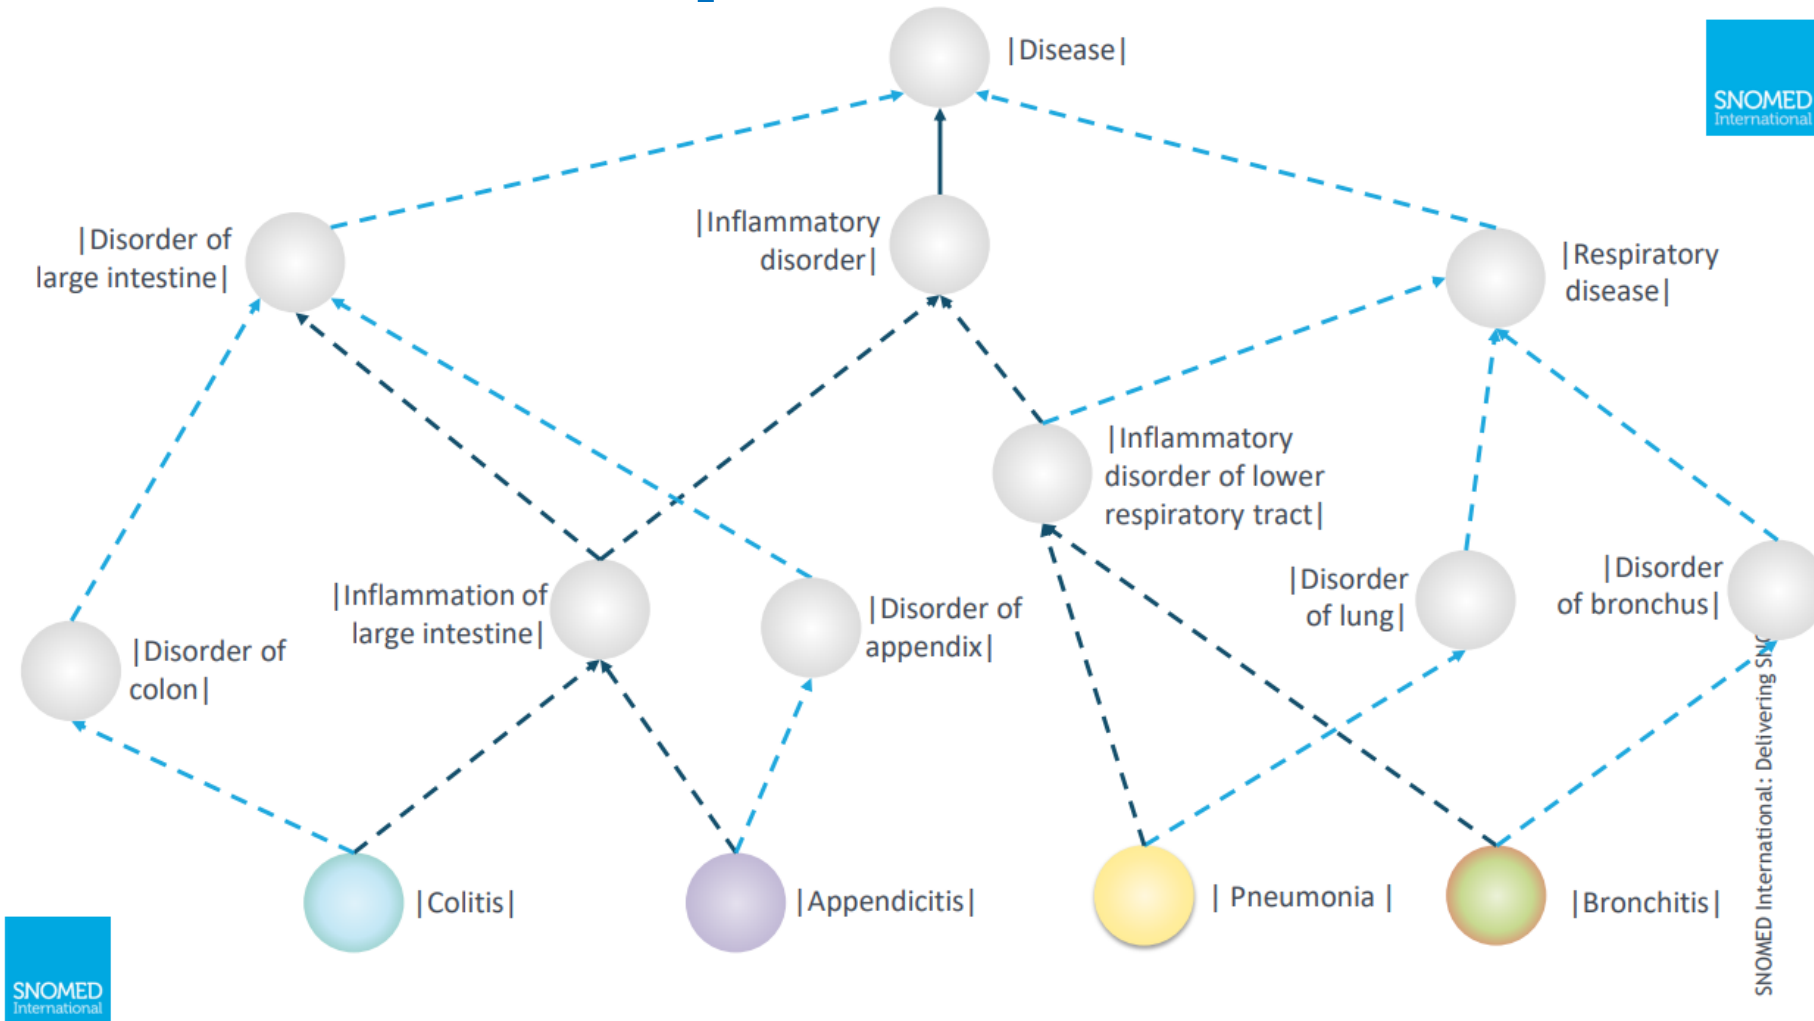 |Disease|
SNOMED
International
|Disorder of
large intestine|
|Inflammatory
disorder|
|Respiratory
disease|
|Inflammatory
disorder of lower
respiratory tract|
|Inflammation of
large intestine|
|Disorder of
appendix|
|Disorder
of lung|
|Disorder
of bronchus|
|Disorder of
colon|
|Colitis|
|Appendicitis|
| Pneumonia |
|Bronchitis|
SNOMED International: Delivering SNO
SNOMED
International